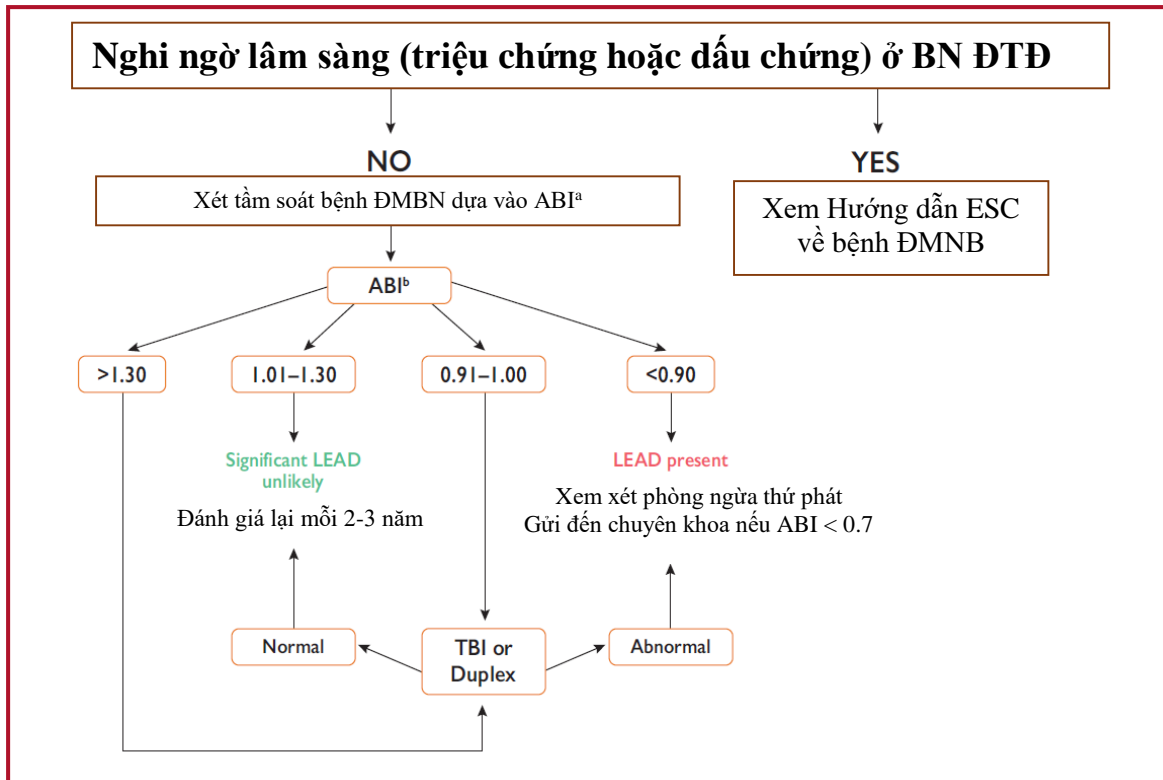 Nghi ngờ lâm sàng (triệu chứng hoặc dấu chứng) ở BN ĐTĐ
NO
YES
Xét tầm soát bệnh ĐMBN dựa vào ABIª
Xem Hướng dẫn ESC
về bệnh ĐMNB
ABIᵇ
>1.30
1.01–1.30
0.91–1.00
<0.90
Significant LEAD
unlikely
LEAD present
Đánh giá lại mỗi 2-3 năm
Xem xét phòng ngừa thứ phát
Gửi đến chuyên khoa nếu ABI < 0.7
Normal
TBI or
Duplex
Abnormal